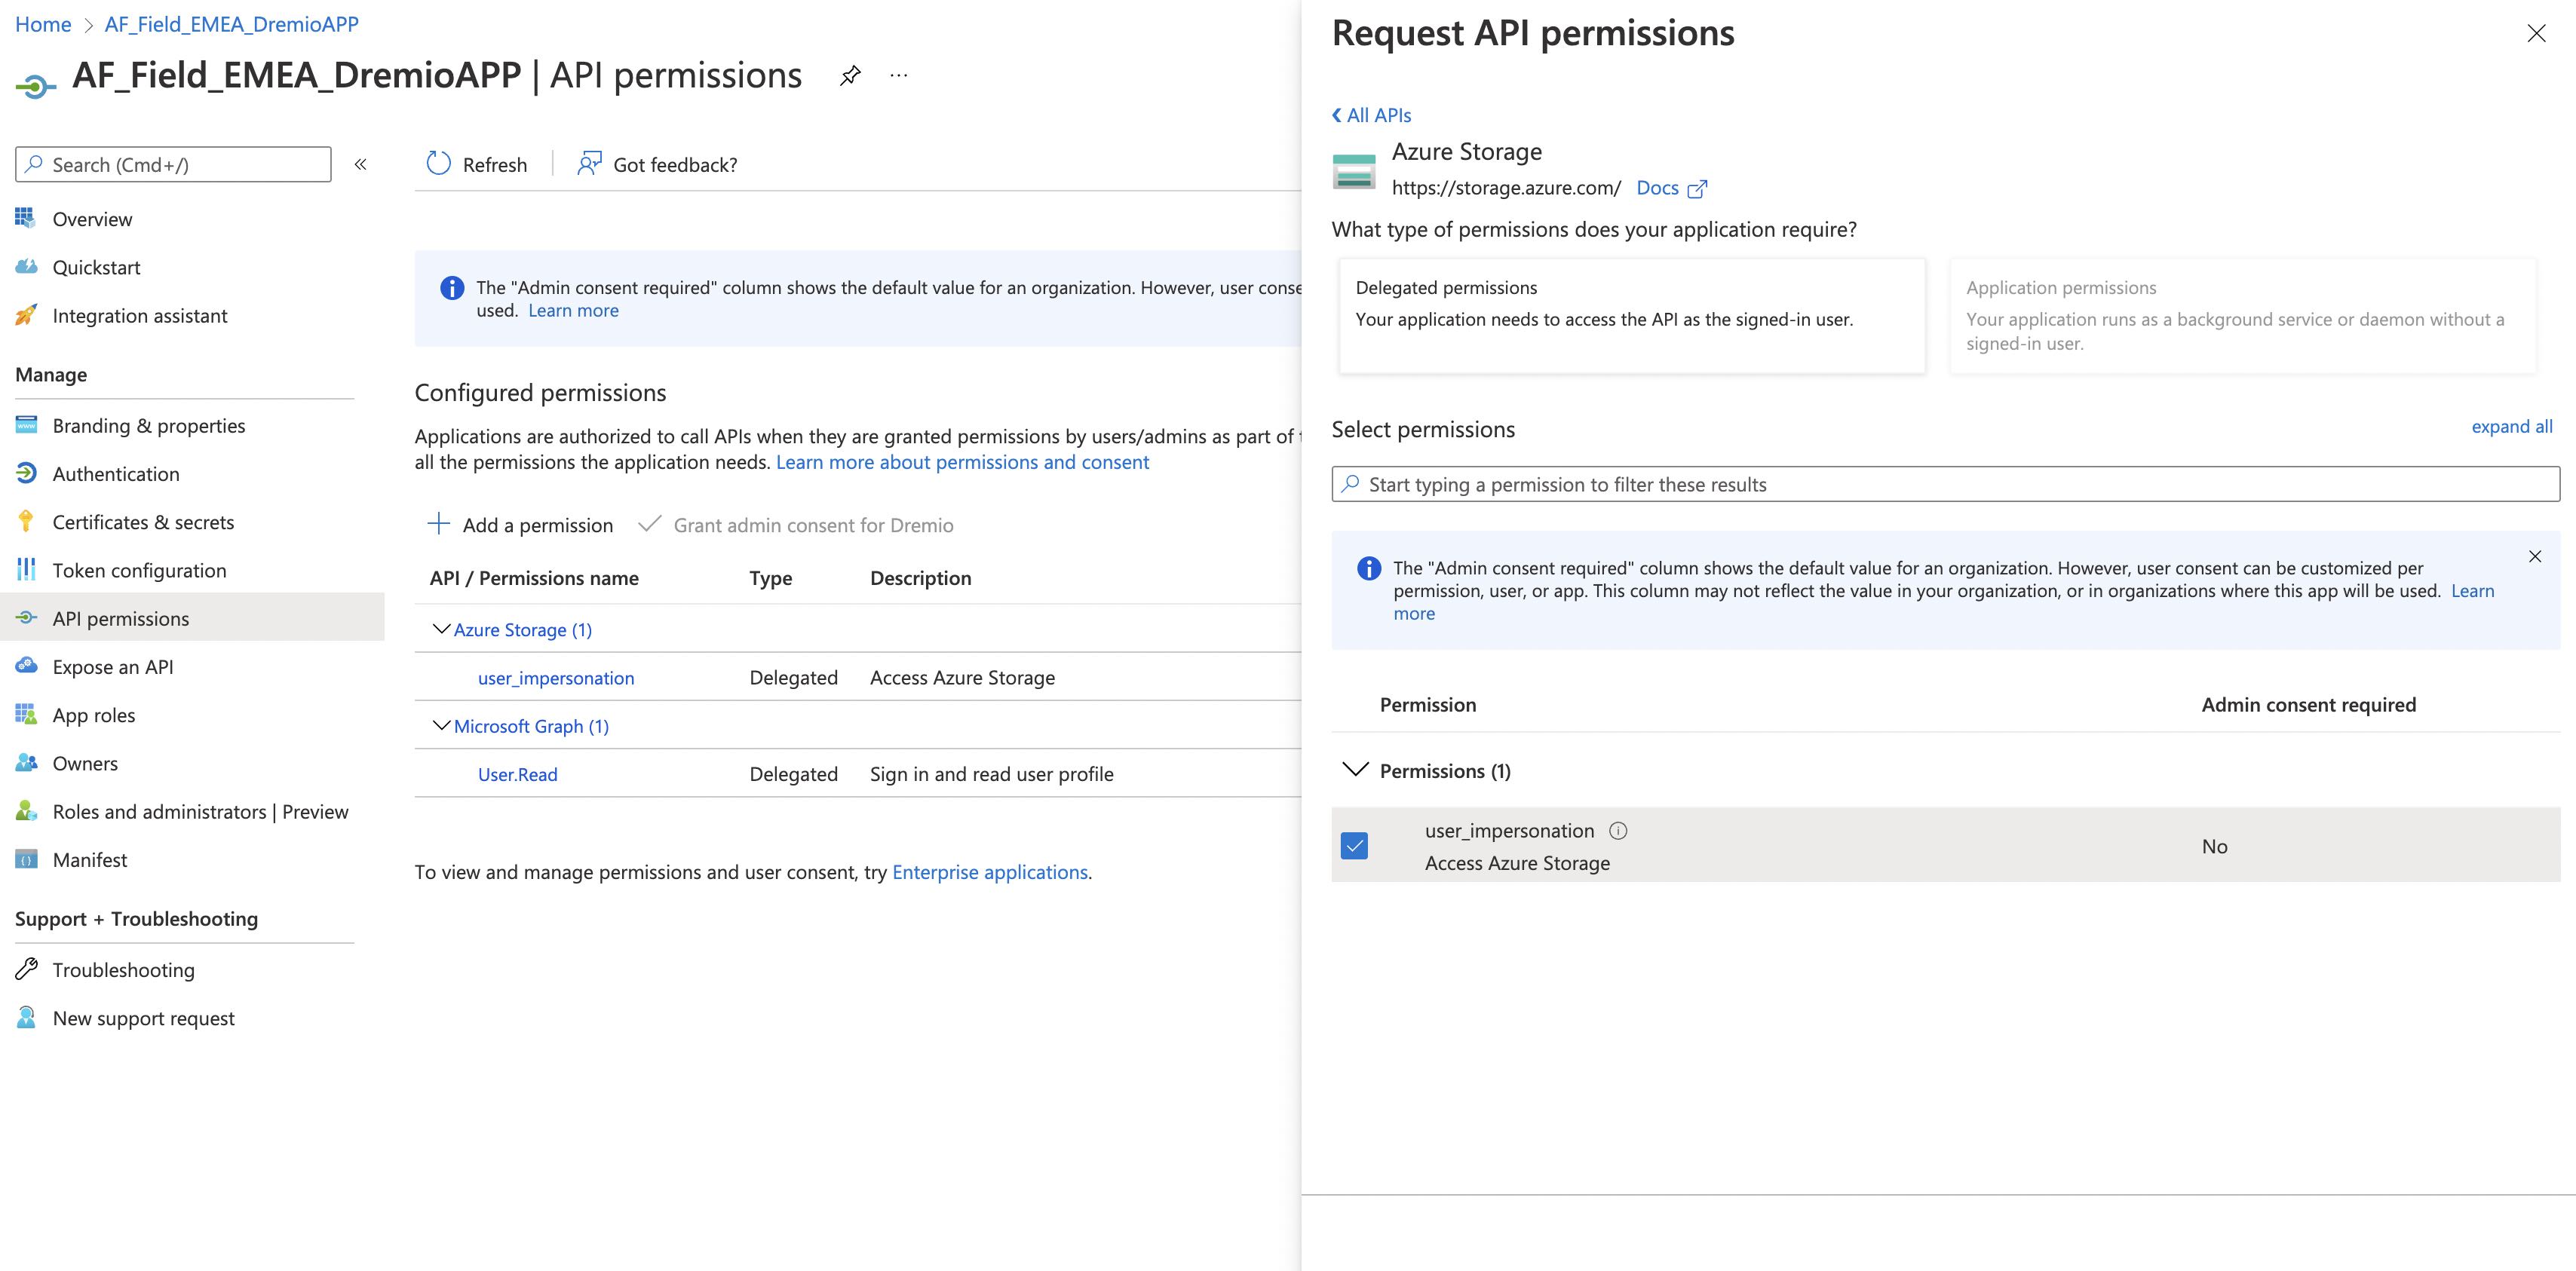 Home > AF_Field_EMEA_DremioAPP
AF_Field_EMEA_DremioAPP | API permissions
Search (Cmd+/)
Overview
Quickstart
Integration assistant
Manage
Branding & properties
Authentication
Certificates & secrets
Token configuration
API permissions
Expose an API
App roles
Owners
Roles and administrators | Preview
Manifest
Support + Troubleshooting
Troubleshooting
New support request
Refresh
Got feedback?
The "Admin consent required" column shows the default value for an organization. However, user conse
used. Learn more
Configured permissions
Applications are authorized to call APIs when they are granted permissions by users/admins as part of
all the permissions the application needs. Learn more about permissions and consent
Add a permission
Grant admin consent for Dremio
API / Permissions name Type Description
Azure Storage (1)
user_impersonation Delegated Access Azure Storage
Microsoft Graph (1)
User.Read Delegated Sign in and read user profile
To view and manage permissions and user consent, try Enterprise applications.
Request API permissions
All APIs
Azure Storage
https://storage.azure.com/ Docs
What type of permissions does your application require?
Delegated permissions
Your application needs to access the API as the signed-in user.
Application permissions
Your application runs as a background service or daemon without a
signed-in user.
Select permissions
expand all
Start typing a permission to filter these results
The "Admin consent required" column shows the default value for an organization. However, user consent can be customized per
permission, user, or app. This column may not reflect the value in your organization, or in organizations where this app will be used. Learn
more
Permission Admin consent required
Permissions (1)
user_impersonation
Access Azure Storage
No